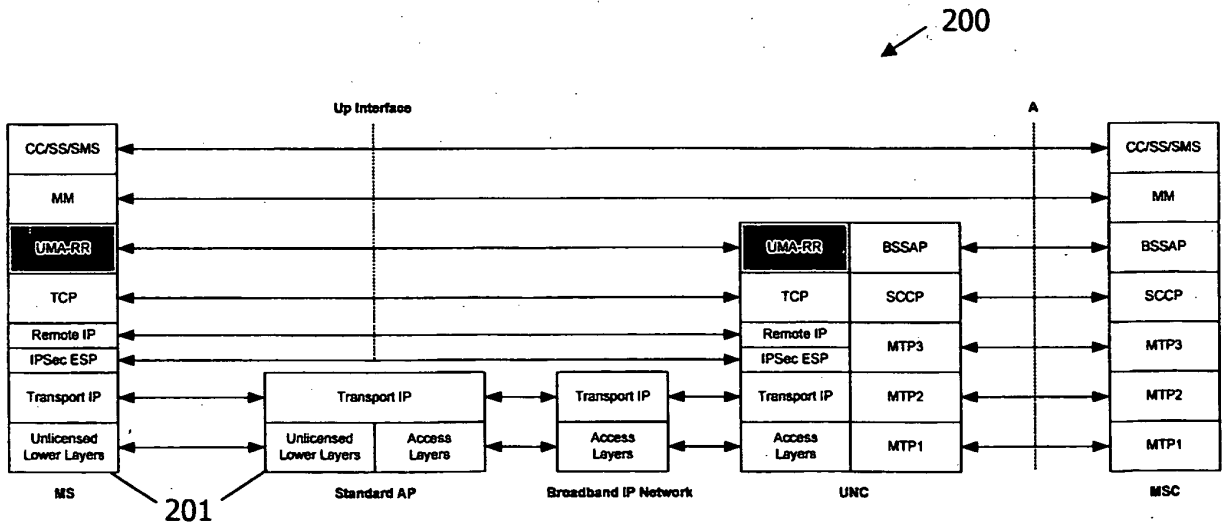 200
Up Interface
A
CC/SS/SMS
CC/SS/SMS
MM
MM
UMA-RR
UMA-RR
BSSAP
BSSAP
TCP
TCP
SCCP
SCCP
Remote IP
Remote IP
MTP3
MTP3
IPSec ESP
IPSec ESP
Transport IP
Transport IP
Transport IP
Transport IP
MTP2
MTP2
Unlicensed
Lower Layers
Unlicensed
Lower Layers
Access
Layers
Access
Layers
Access
Layers
MTP1
MTP1
MS
Standard AP
Broadband IP Network
UNC
MSC
201